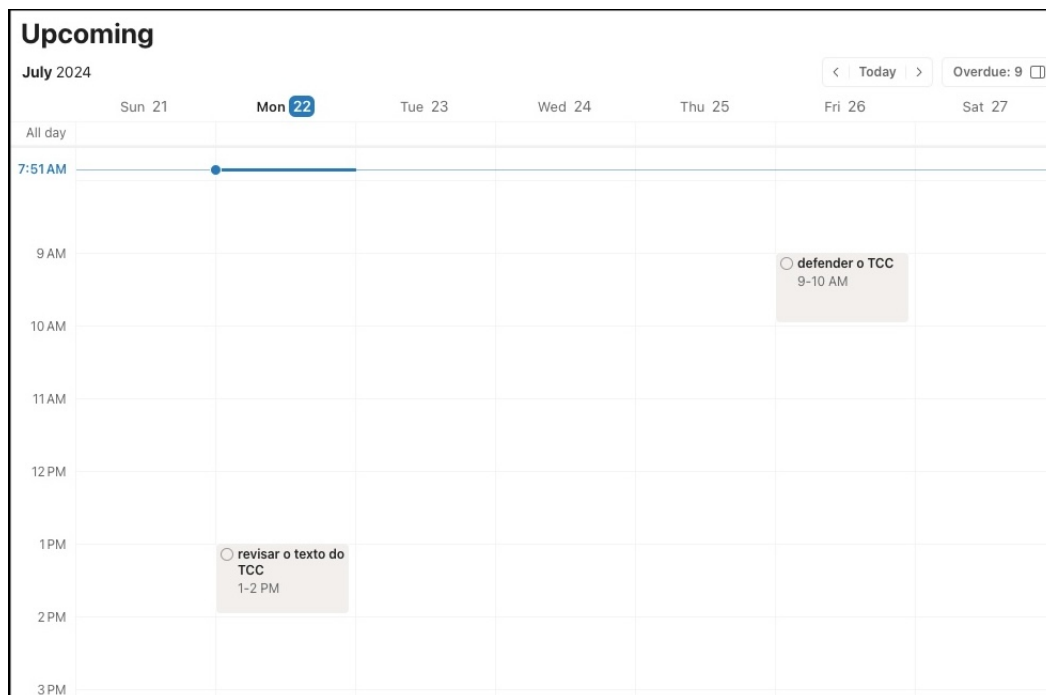 Upcoming
July 2024
Today
Overdue: 9
Sun 21
Mon 22
Tue 23
Wed 24
Thu 25
Fri 26
Sat 27
All day
7:51 AM
9 AM
defender o TCC
9-10 AM
10 AM
11 AM
12 PM
1 PM
revisar o texto do
TCC
1-2 PM
2 PM
3 PM